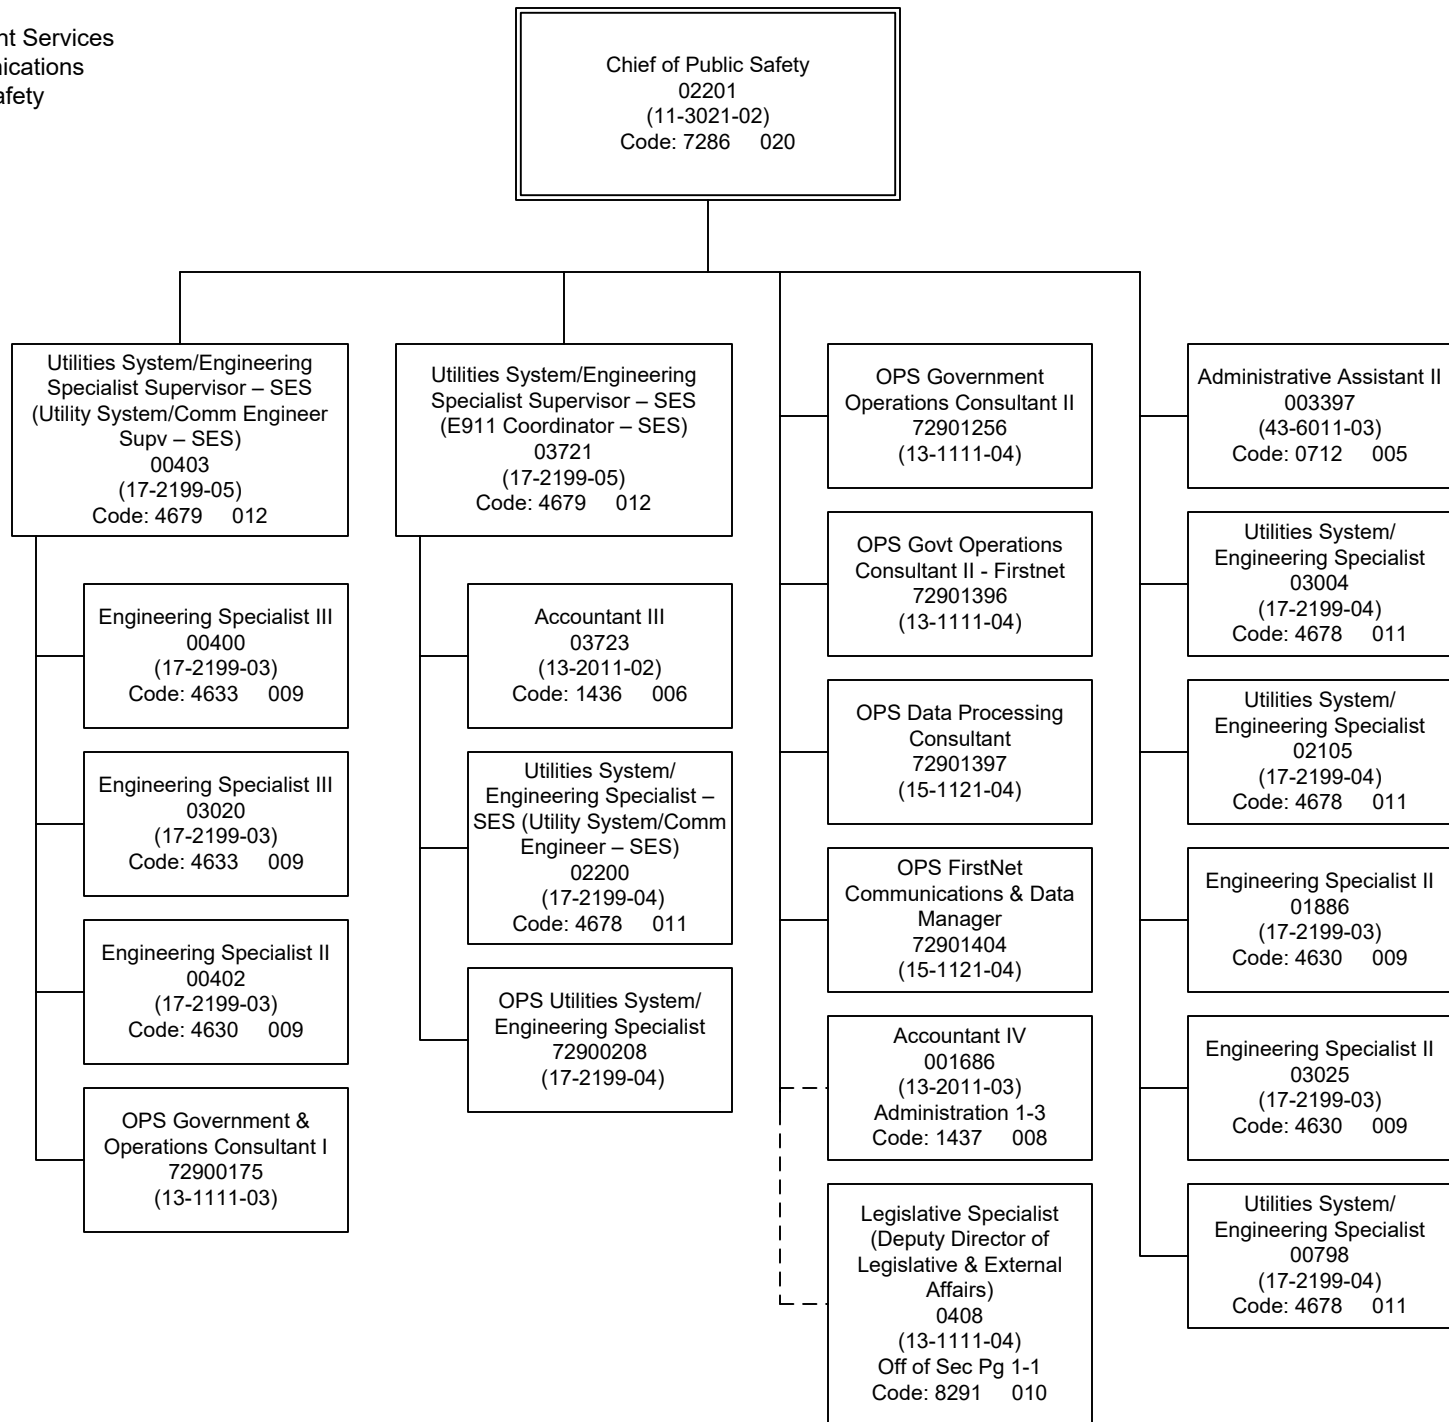 nt Services
nications
afety
Chief of Public Safety
02201
(11-3021-02)
Code: 7286 020
Utilities System/Engineering
Specialist Supervisor – SES
(Utility System/Comm Engineer
Supv – SES)
00403
(17-2199-05)
Code: 4679 012
Engineering Specialist III
00400
(17-2199-03)
Code: 4633 009
Engineering Specialist III
03020
(17-2199-03)
Code: 4633 009
Engineering Specialist II
00402
(17-2199-03)
Code: 4630 009
OPS Government &
Operations Consultant I
72900175
(13-1111-03)
Utilities System/Engineering
Specialist Supervisor – SES
(E911 Coordinator – SES)
03721
(17-2199-05)
Code: 4679 012
Accountant III
03723
(13-2011-02)
Code: 1436 006
Utilities System/
Engineering Specialist –
SES (Utility System/Comm
Engineer – SES)
02200
(17-2199-04)
Code: 4678 011
OPS Utilities System/
Engineering Specialist
72900208
(17-2199-04)
OPS Government
Operations Consultant II
72901256
(13-1111-04)
OPS Govt Operations
Consultant II - Firstnet
72901396
(13-1111-04)
OPS Data Processing
Consultant
72901397
(15-1121-04)
OPS FirstNet
Communications & Data
Manager
72901404
(15-1121-04)
Accountant IV
001686
(13-2011-03)
Administration 1-3
Code: 1437 008
Legislative Specialist
(Deputy Director of
Legislative & External
Affairs)
0408
(13-1111-04)
Off of Sec Pg 1-1
Code: 8291 010
Administrative Assistant II
003397
(43-6011-03)
Code: 0712 005
Utilities System/
Engineering Specialist
03004
(17-2199-04)
Code: 4678 011
Utilities System/
Engineering Specialist
02105
(17-2199-04)
Code: 4678 011
Engineering Specialist II
01886
(17-2199-03)
Code: 4630 009
Engineering Specialist II
03025
(17-2199-03)
Code: 4630 009
Utilities System/
Engineering Specialist
00798
(17-2199-04)
Code: 4678 011